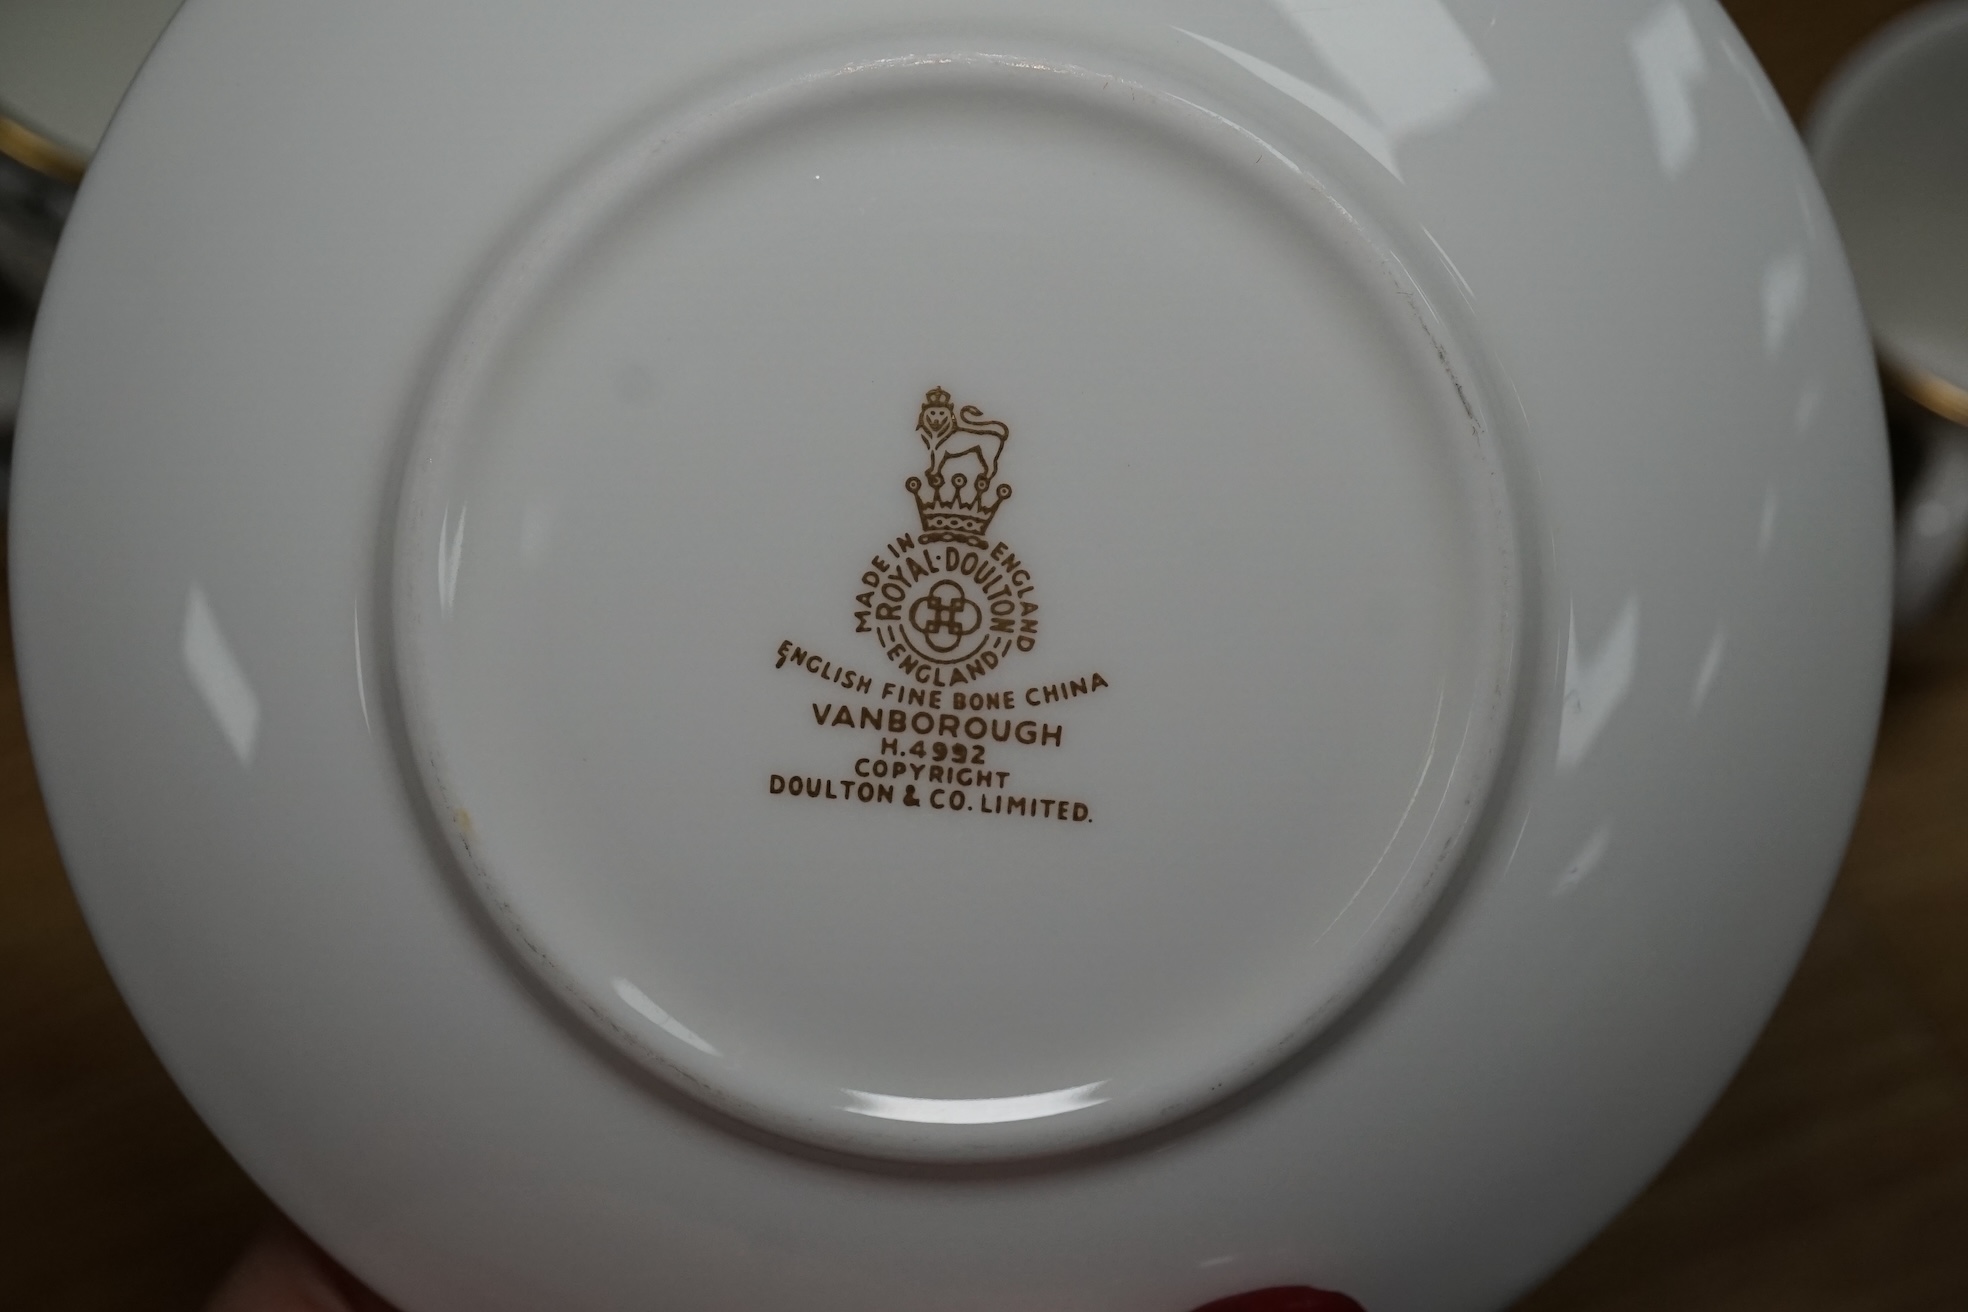 MADE IN ENGLAND
ROYAL·DOULTON
ENGLAND
ENGLISH FINE BONE CHINA
VANBOROUGH
H.4992
COPYRIGHT
DOULTON & CO. LIMITED.